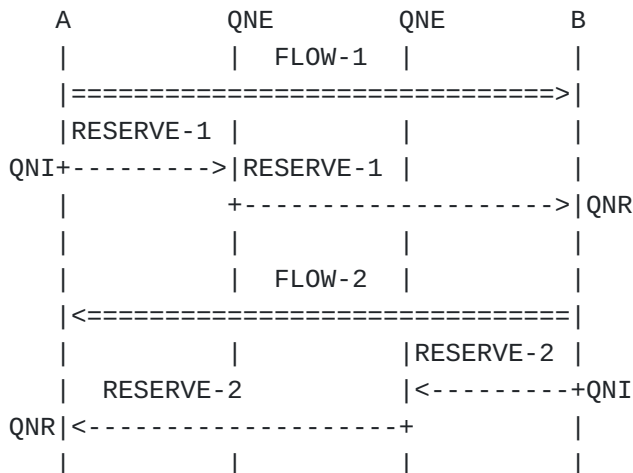 A          QNE        QNE        B
      |          |  FLOW-1  |          |
      |===============================>|
      |RESERVE-1 |          |          |
   QNI+--------->|RESERVE-1 |          |
      |          +-------------------->|QNR
      |          |          |          |
      |          |  FLOW-2  |          |
      |<===============================|
      |          |          |RESERVE-2 |
      |  RESERVE-2          |<---------+QNI
   QNR|<--------------------+          |
      |          |          |          |